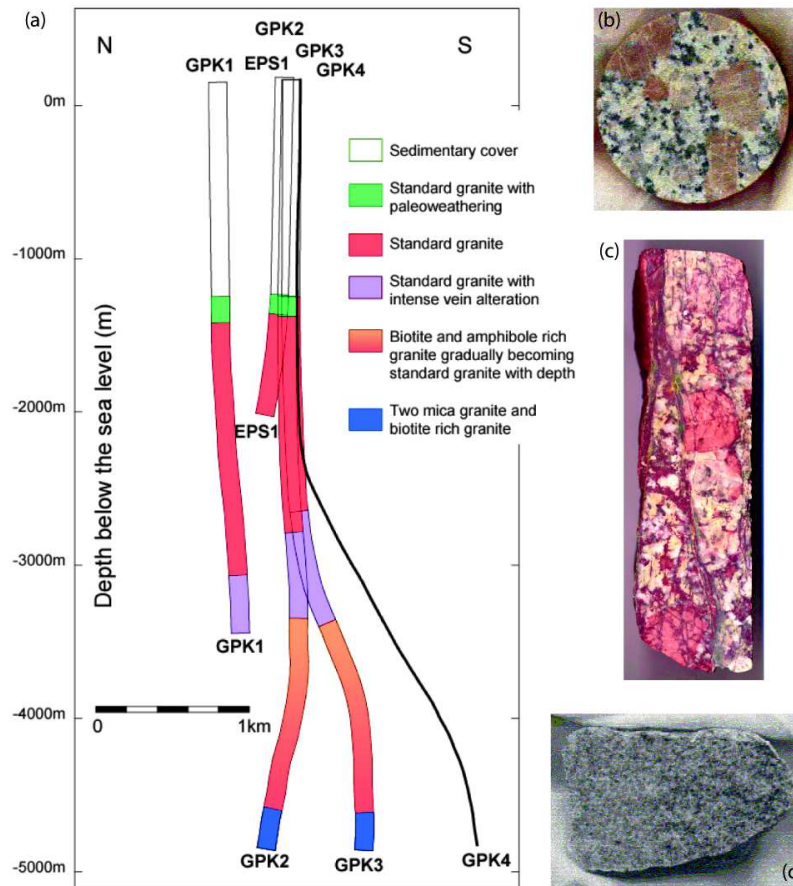 (a)
N
S
GPK1
GPK2
EPS1
GPK3
GPK4
0m
-1000m
-2000m
-3000m
-4000m
-5000m
Depth below the sea level (m)
Sedimentary cover
Standard granite with
paleoweathering
Standard granite
Standard granite with
intense vein alteration
Biotite and amphibole rich
granite gradually becoming
standard granite with depth
Two mica granite and
biotite rich granite
EPS1
GPK1
0
1km
GPK2
GPK3
GPK4
(b)
(c)